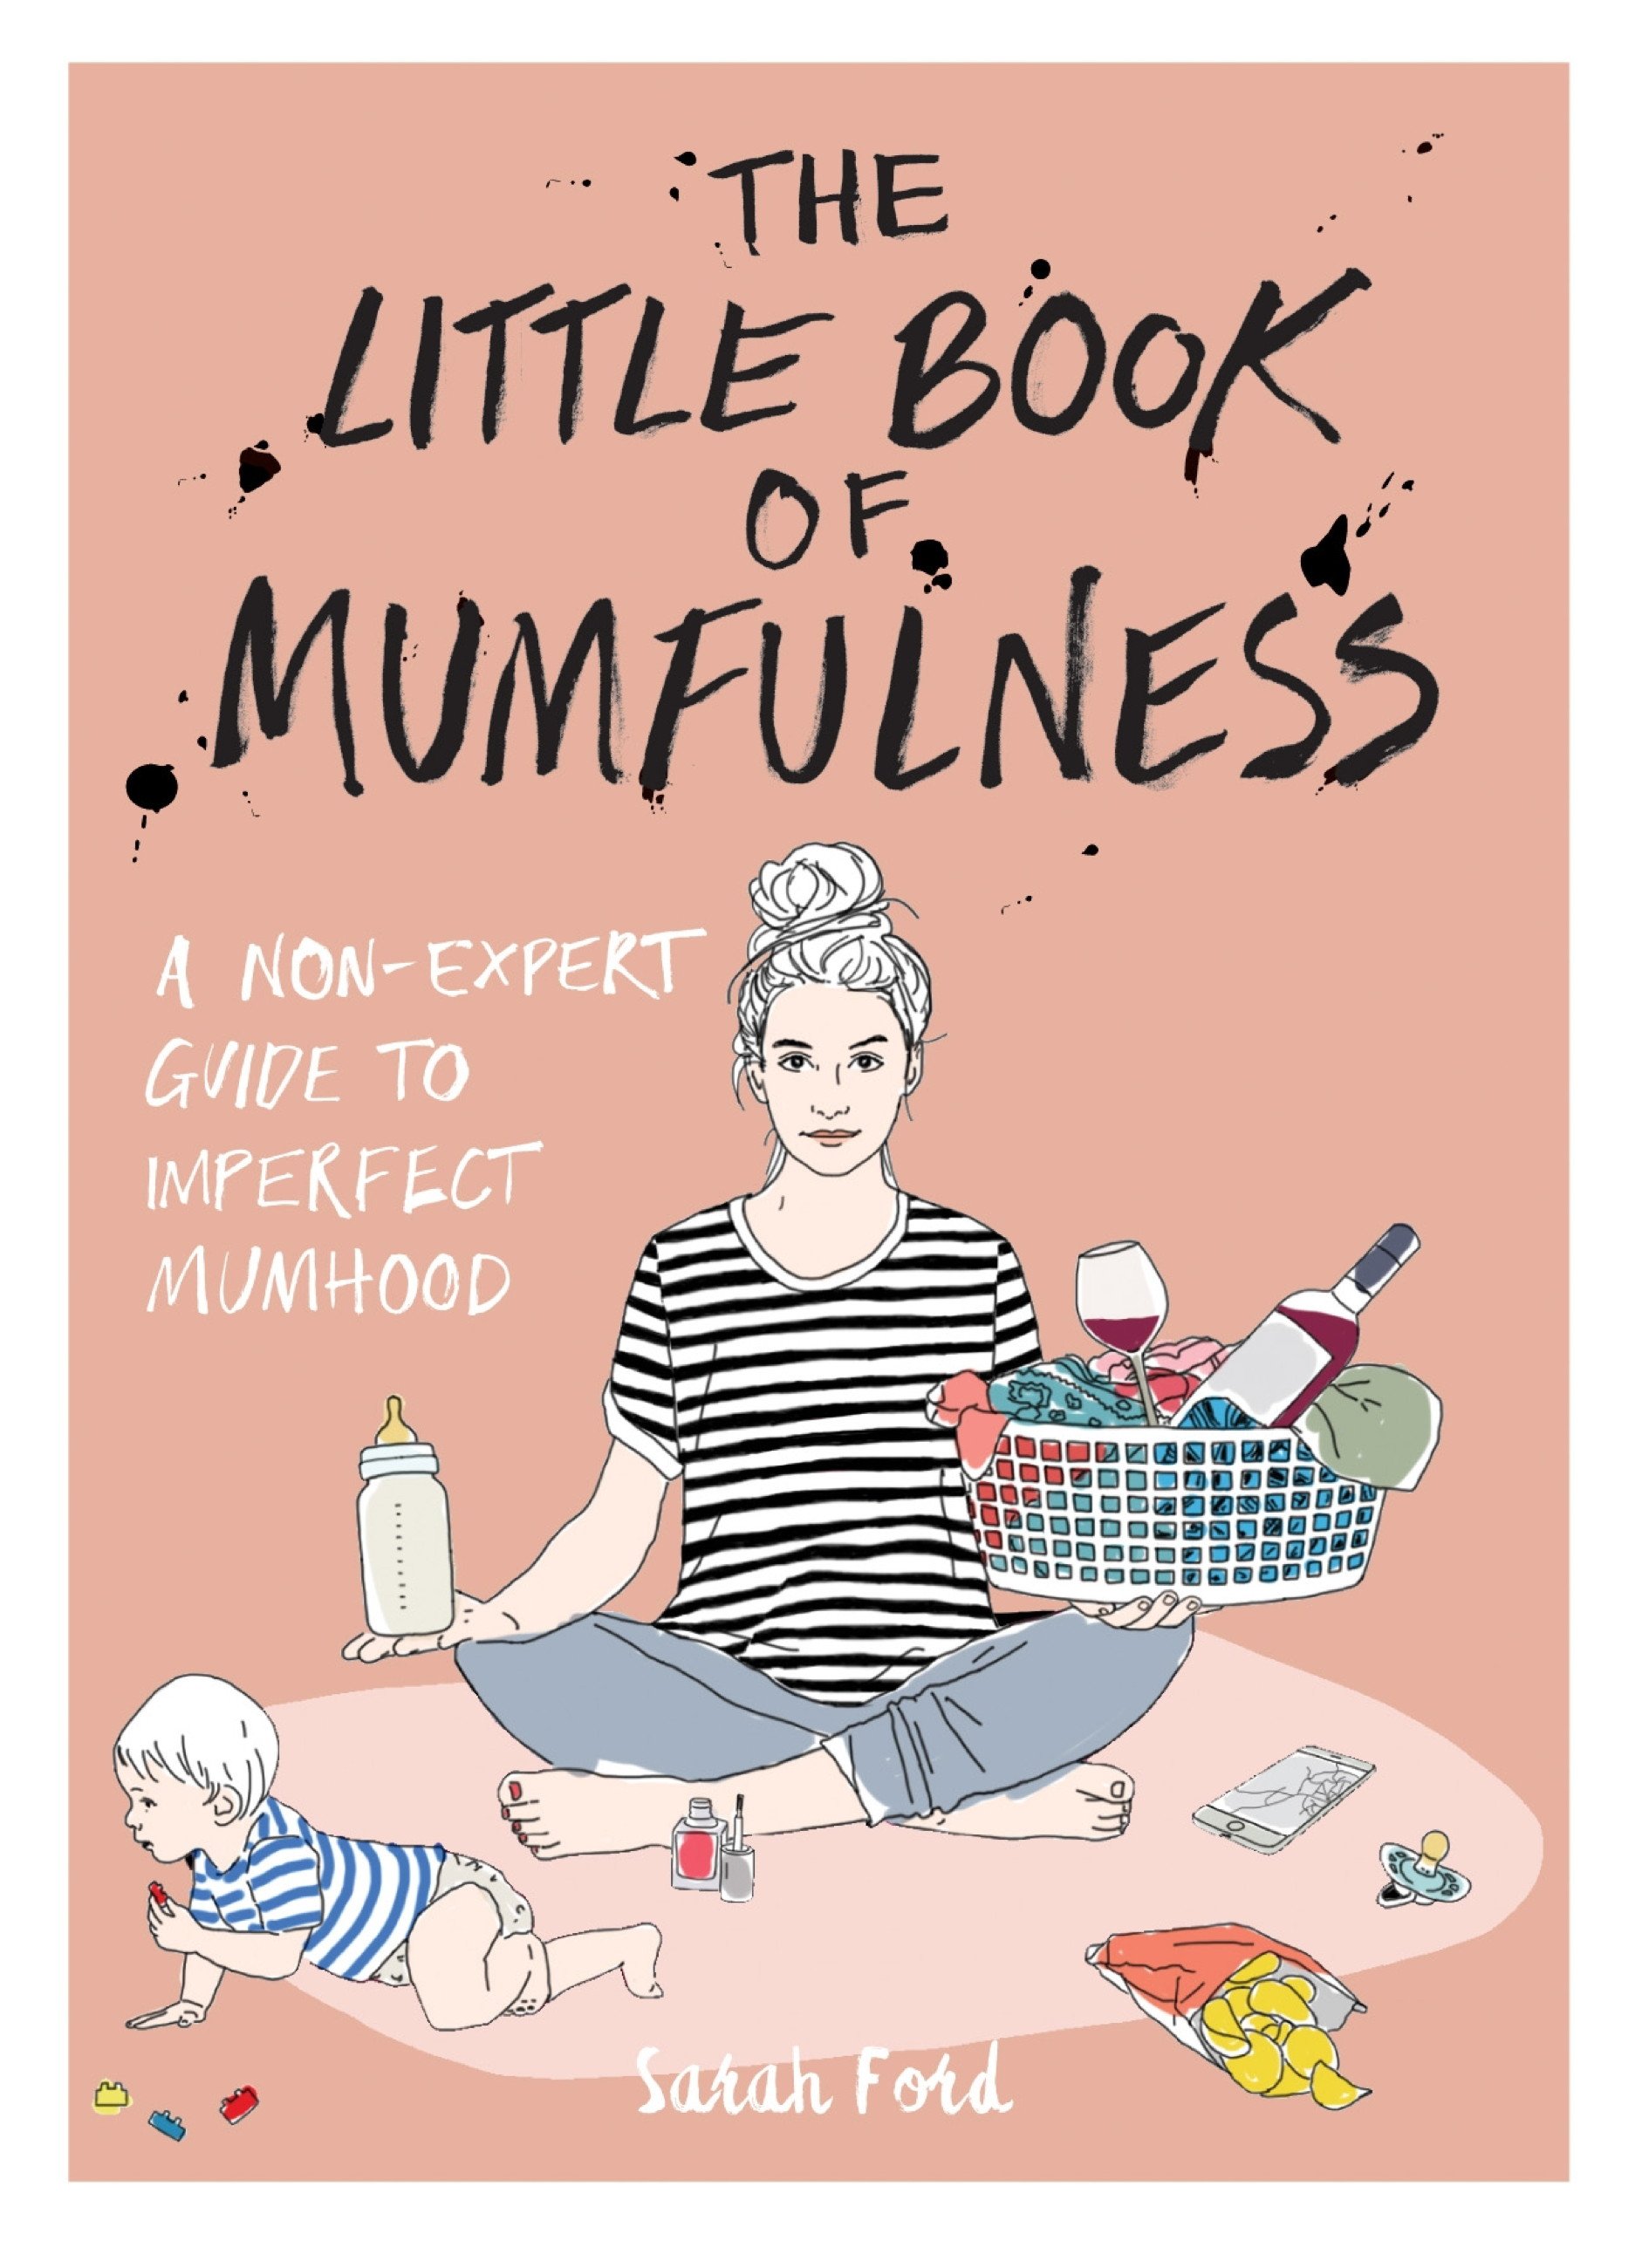 THE
LITTLE BOOK
OF
MUMFULNESS
A NON-EXPERT
GUIDE TO
IMPERFECT
MUMHOOD
Sarah Ford